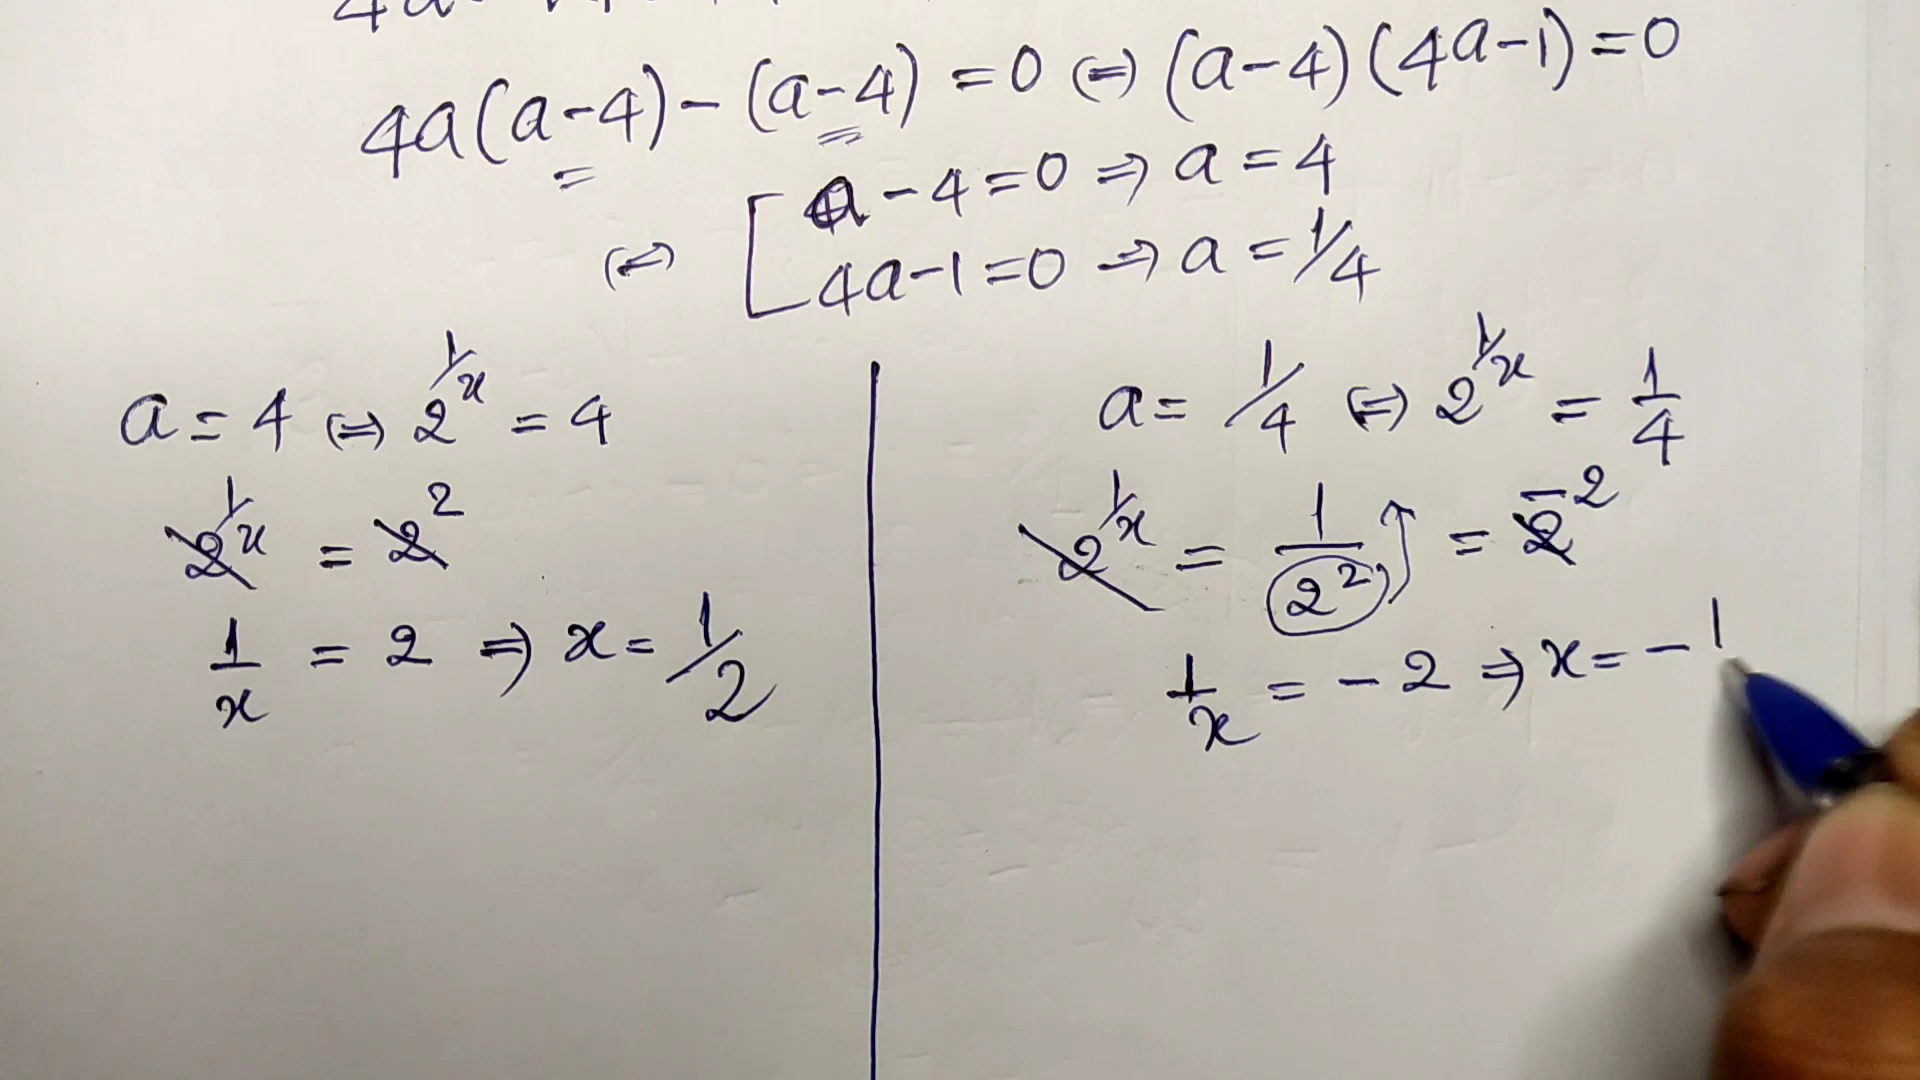 4a(a-4)-(a-4)=0 ⇔ (a-4)(4a-1)=0
⇔ [ a-4=0 ⇒ a=4
4a-1=0 ⇒ a=1/4
a=4 ⇔ 2^1/x = 4
2^1/x = 2^2
1/x = 2 ⇒ x=1/2
a=1/4 ⇔ 2^1/x = 1/4
2^1/x = 1/2^2 = 2^-2
1/x = -2 ⇒ x=-1